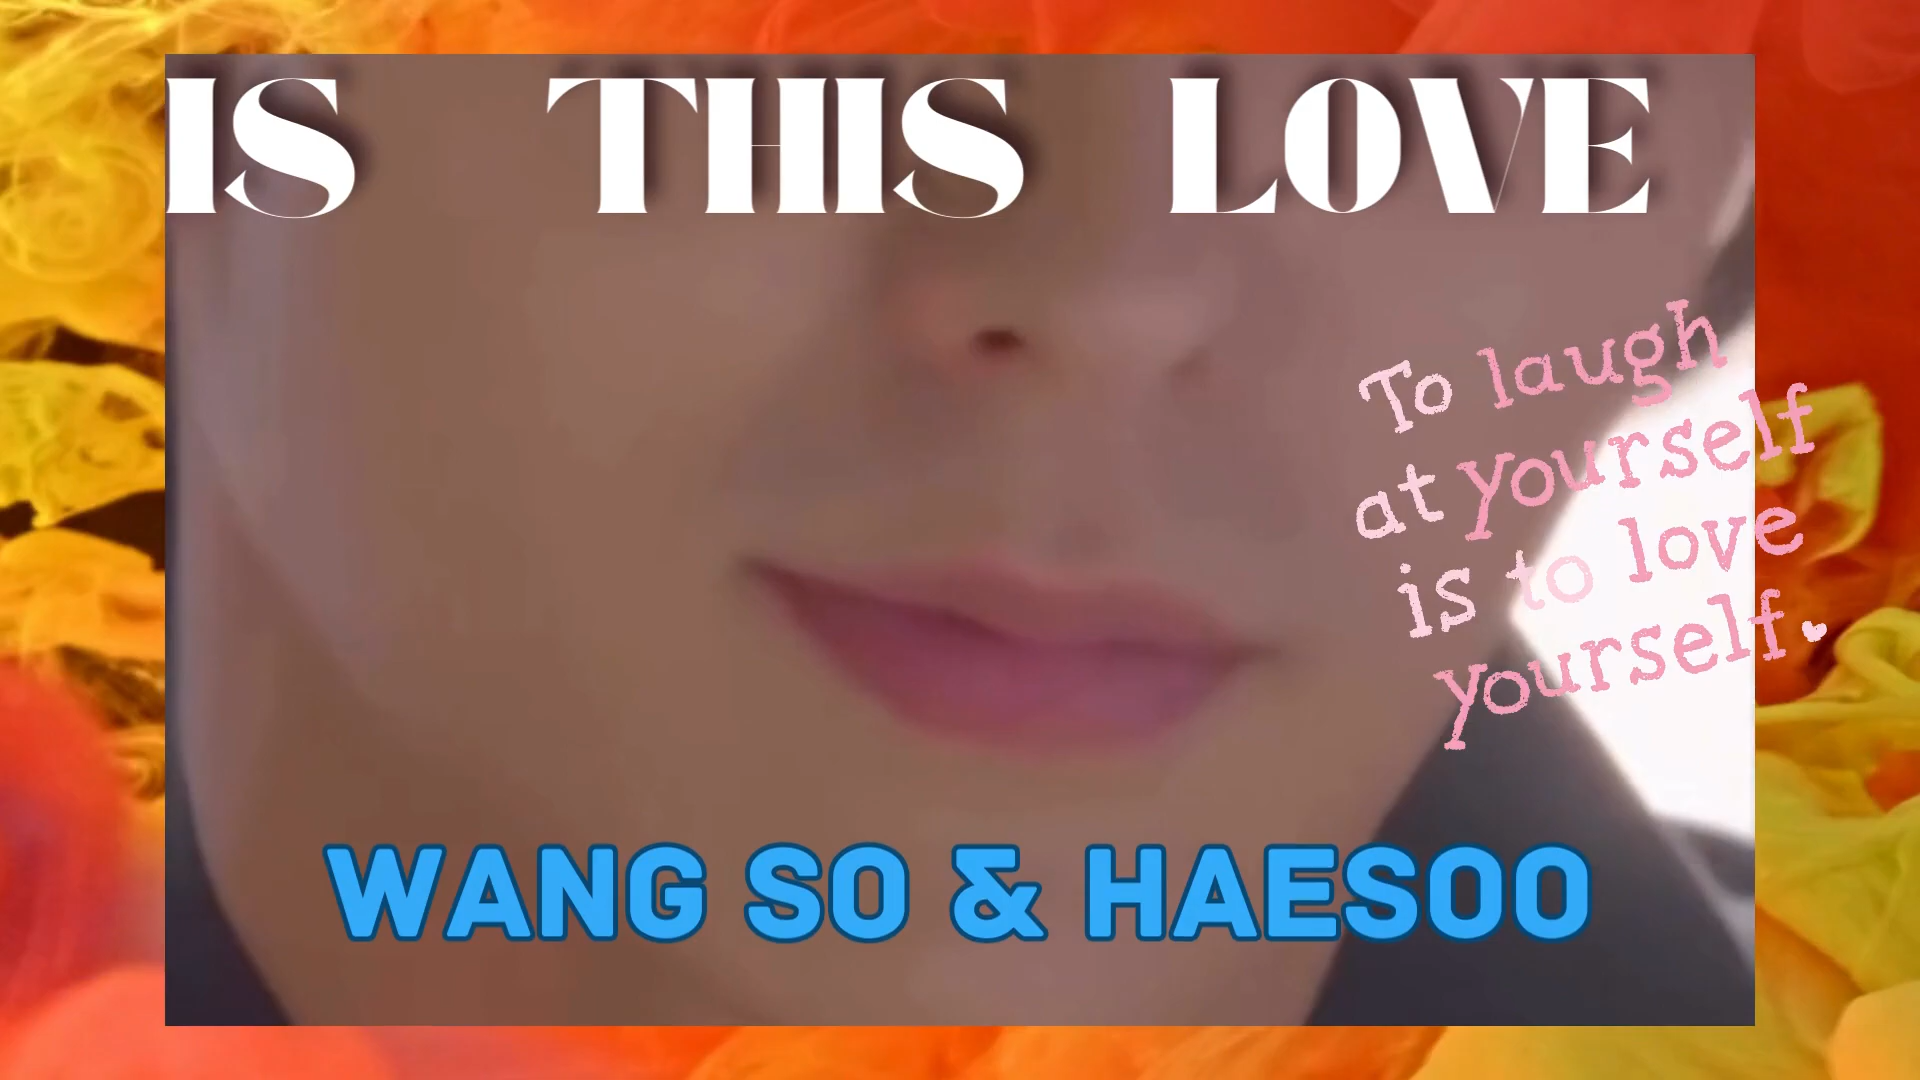 IS THIS LOVE
To laugh
at yourself
is to love
yourself.
WANG SO & HAESOO